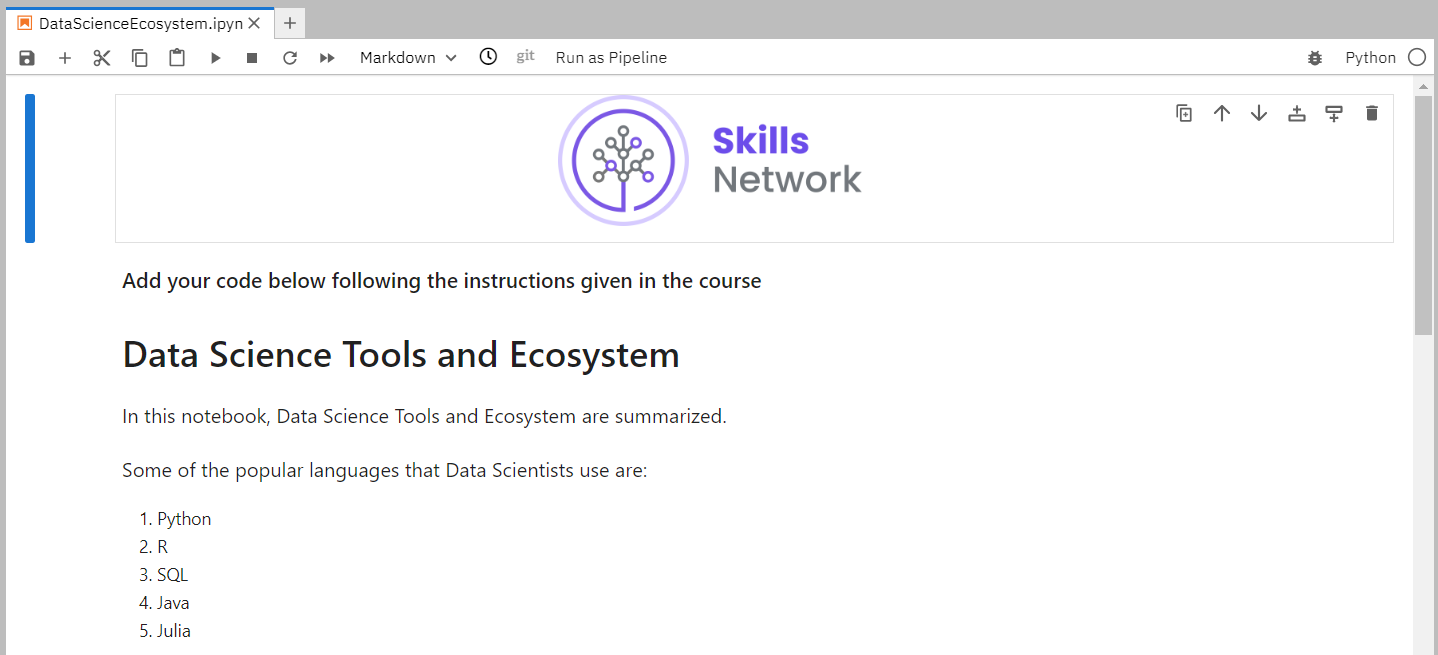 DataScienceEcosystem.ipyn
Markdown git Run as Pipeline Python
Skills
Network
Add your code below following the instructions given in the course
Data Science Tools and Ecosystem
In this notebook, Data Science Tools and Ecosystem are summarized.
Some of the popular languages that Data Scientists use are:
1. Python
2. R
3. SQL
4. Java
5. Julia